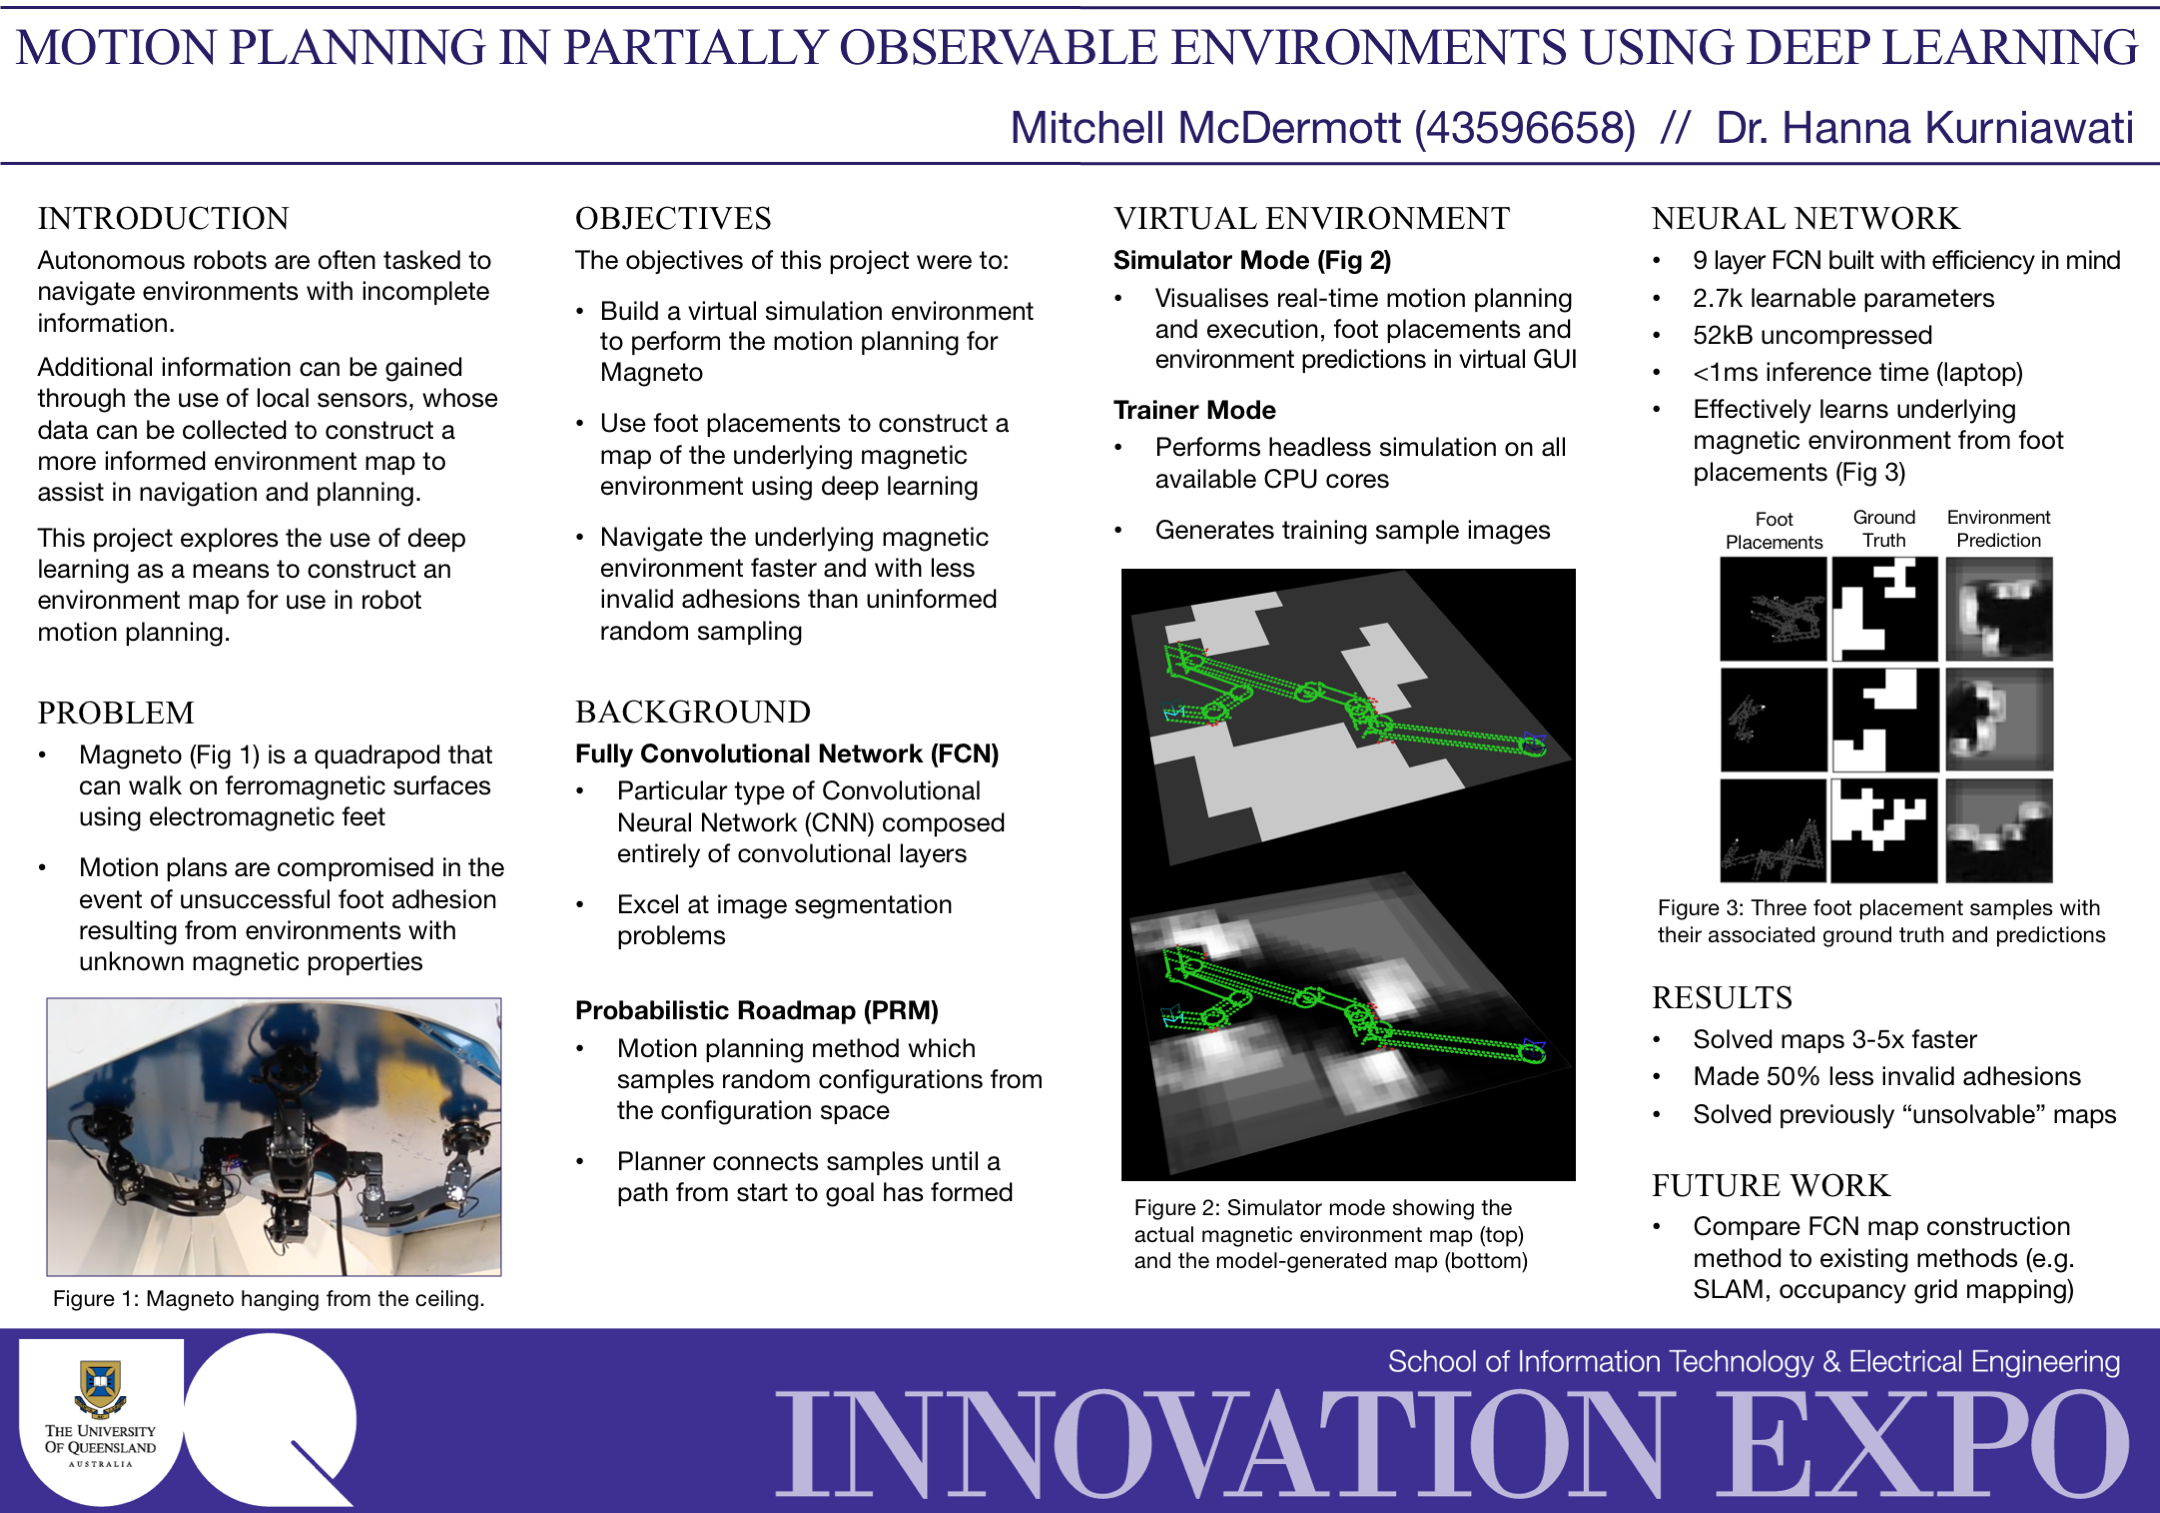 MOTION PLANNING IN PARTIALLY OBSERVABLE ENVIRONMENTS USING DEEP LEARNING
Mitchell McDermott (43596658) // Dr. Hanna Kurniawati
INTRODUCTION
Autonomous robots are often tasked to
navigate environments with incomplete
information.
Additional information can be gained
through the use of local sensors, whose
data can be collected to construct a
more informed environment map to
assist in navigation and planning.
This project explores the use of deep
learning as a means to construct an
environment map for use in robot
motion planning.
PROBLEM
• Magneto (Fig 1) is a quadrapod that
can walk on ferromagnetic surfaces
using electromagnetic feet
• Motion plans are compromised in the
event of unsuccessful foot adhesion
resulting from environments with
unknown magnetic properties
Figure 1: Magneto hanging from the ceiling.
OBJECTIVES
The objectives of this project were to:
• Build a virtual simulation environment
to perform the motion planning for
Magneto
• Use foot placements to construct a
map of the underlying magnetic
environment using deep learning
• Navigate the underlying magnetic
environment faster and with less
invalid adhesions than uninformed
random sampling
BACKGROUND
Fully Convolutional Network (FCN)
• Particular type of Convolutional
Neural Network (CNN) composed
entirely of convolutional layers
• Excel at image segmentation
problems
Probabilistic Roadmap (PRM)
• Motion planning method which
samples random configurations from
the configuration space
• Planner connects samples until a
path from start to goal has formed
VIRTUAL ENVIRONMENT
Simulator Mode (Fig 2)
• Visualises real-time motion planning
and execution, foot placements and
environment predictions in virtual GUI
Trainer Mode
• Performs headless simulation on all
available CPU cores
• Generates training sample images
Figure 2: Simulator mode showing the
actual magnetic environment map (top)
and the model-generated map (bottom)
NEURAL NETWORK
• 9 layer FCN built with efficiency in mind
• 2.7k learnable parameters
• 52kB uncompressed
• <1ms inference time (laptop)
• Effectively learns underlying
magnetic environment from foot
placements (Fig 3)
Foot
Placements
Ground
Truth
Environment
Prediction
Figure 3: Three foot placement samples with
their associated ground truth and predictions
RESULTS
• Solved maps 3-5x faster
• Made 50% less invalid adhesions
• Solved previously “unsolvable” maps
FUTURE WORK
• Compare FCN map construction
method to existing methods (e.g.
SLAM, occupancy grid mapping)
THE UNIVERSITY
OF QUEENSLAND
AUSTRALIA
School of Information Technology & Electrical Engineering
INNOVATION EXPO